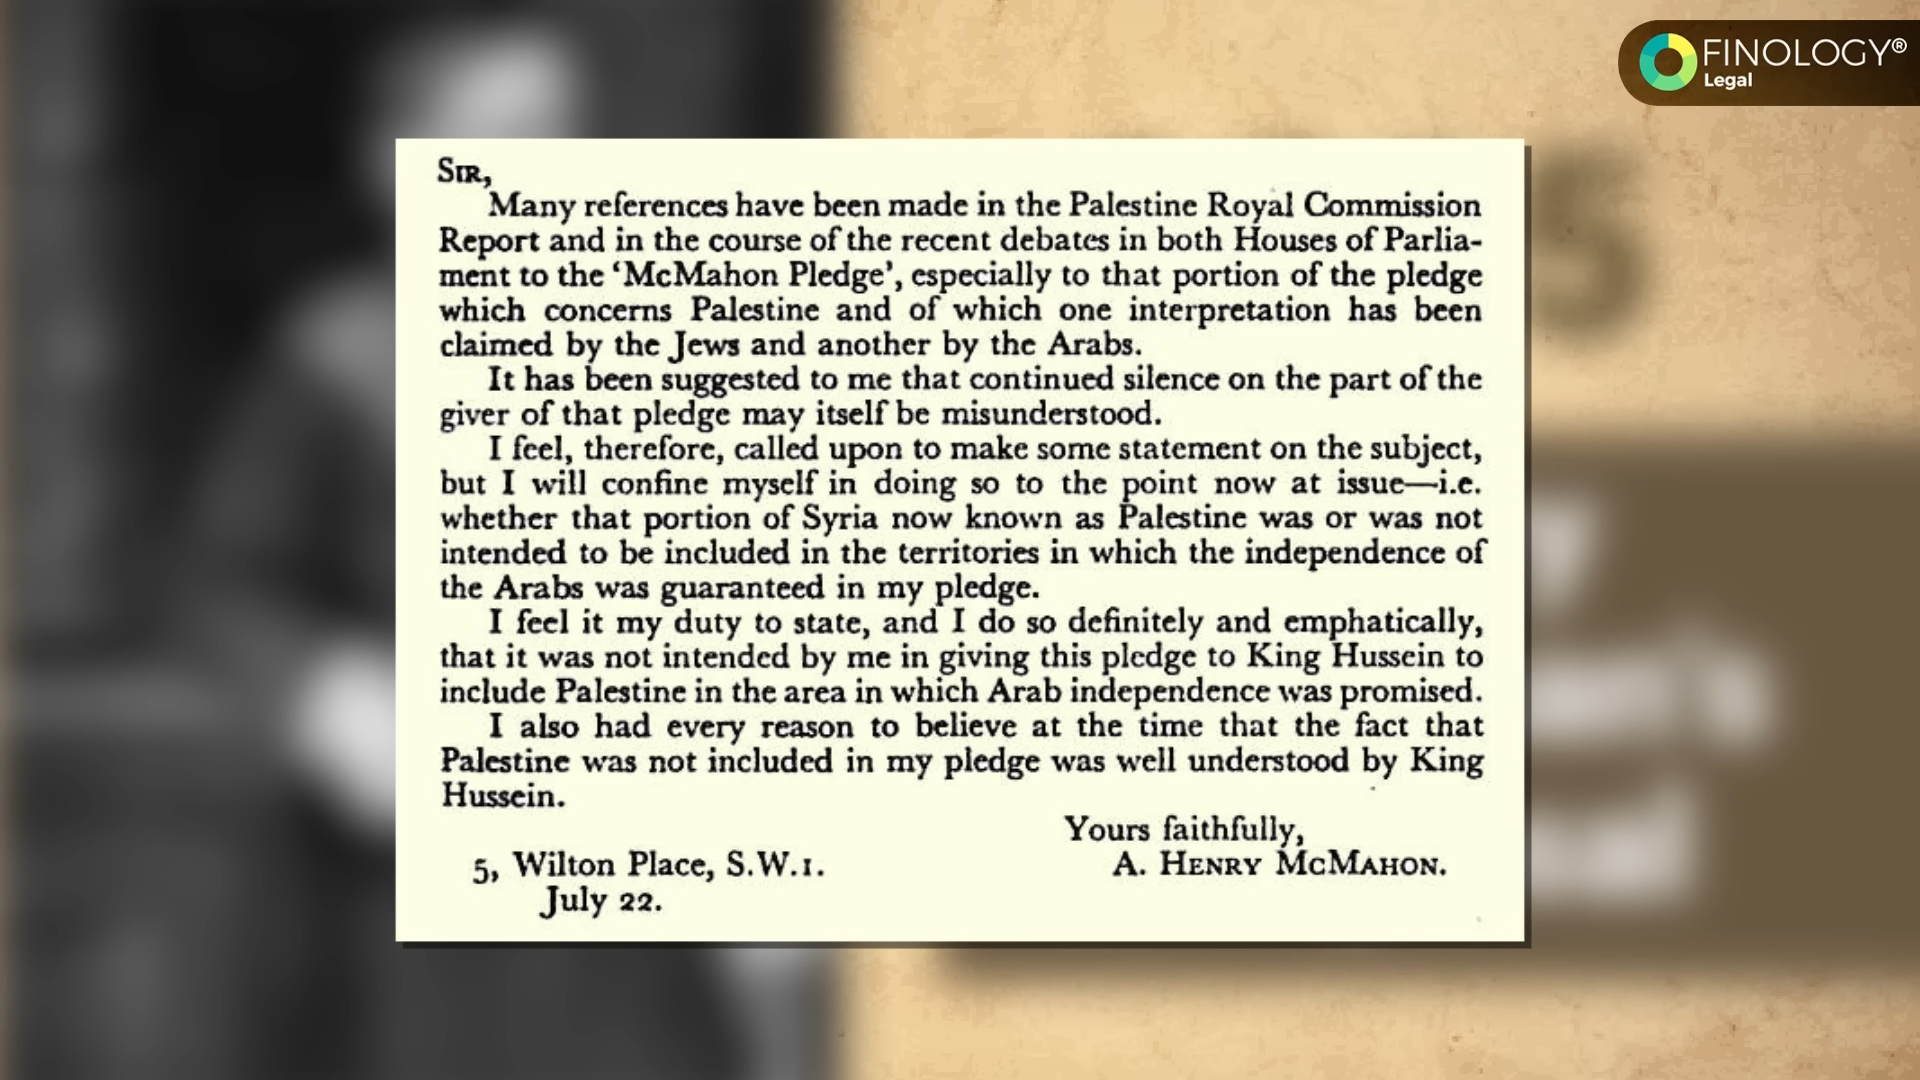 FINOLOGY®
Legal
SIR,
Many references have been made in the Palestine Royal Commission
Report and in the course of the recent debates in both Houses of Parlia-
ment to the ‘McMahon Pledge’, especially to that portion of the pledge
which concerns Palestine and of which one interpretation has been
claimed by the Jews and another by the Arabs.
It has been suggested to me that continued silence on the part of the
giver of that pledge may itself be misunderstood.
I feel, therefore, called upon to make some statement on the subject,
but I will confine myself in doing so to the point now at issue—i.e.
whether that portion of Syria now known as Palestine was or was not
intended to be included in the territories in which the independence of
the Arabs was guaranteed in my pledge.
I feel it my duty to state, and I do so definitely and emphatically,
that it was not intended by me in giving this pledge to King Hussein to
include Palestine in the area in which Arab independence was promised.
I also had every reason to believe at the time that the fact that
Palestine was not included in my pledge was well understood by King
Hussein.
Yours faithfully,
5, Wilton Place, S.W.1. A. HENRY MCMAHON.
July 22.